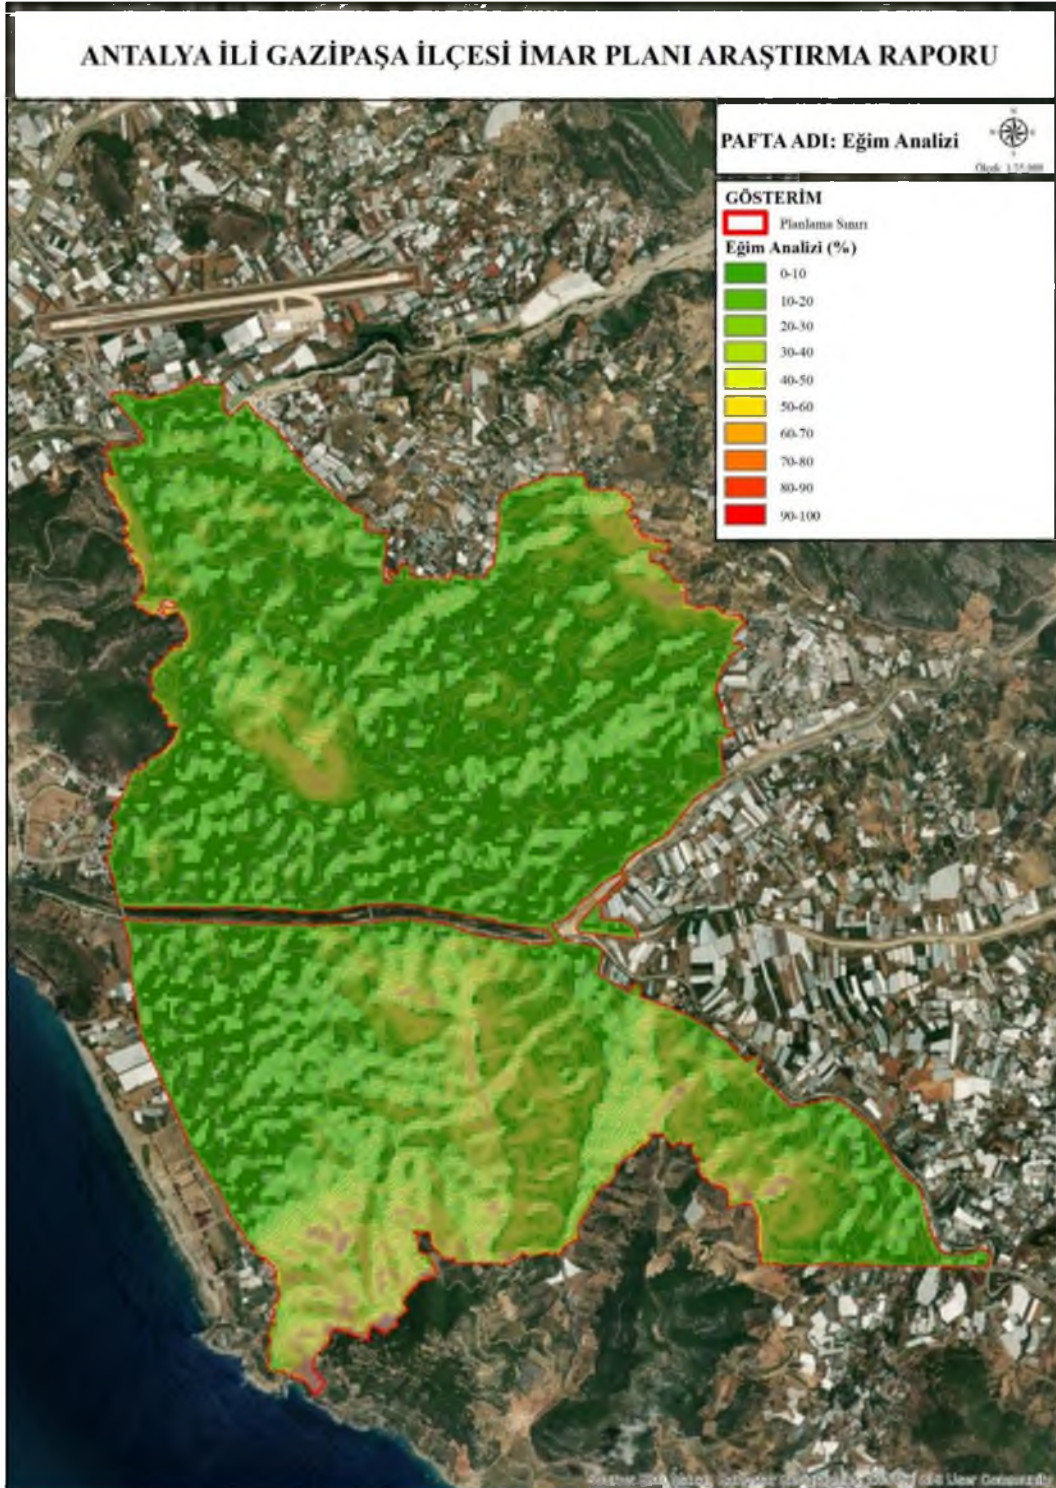 ANTALYA İLİ GAZİPAŞA İLÇESİ İMAR PLANI ARAŞTIRMA RAPORU
PAFTA ADI: Eğim Analizi
GÖSTERİM
Planlama Sınırı
Eğim Analizi (%)
0-10
10-20
20-30
30-40
40-50
50-60
60-70
70-80
80-90
90-100
User Community